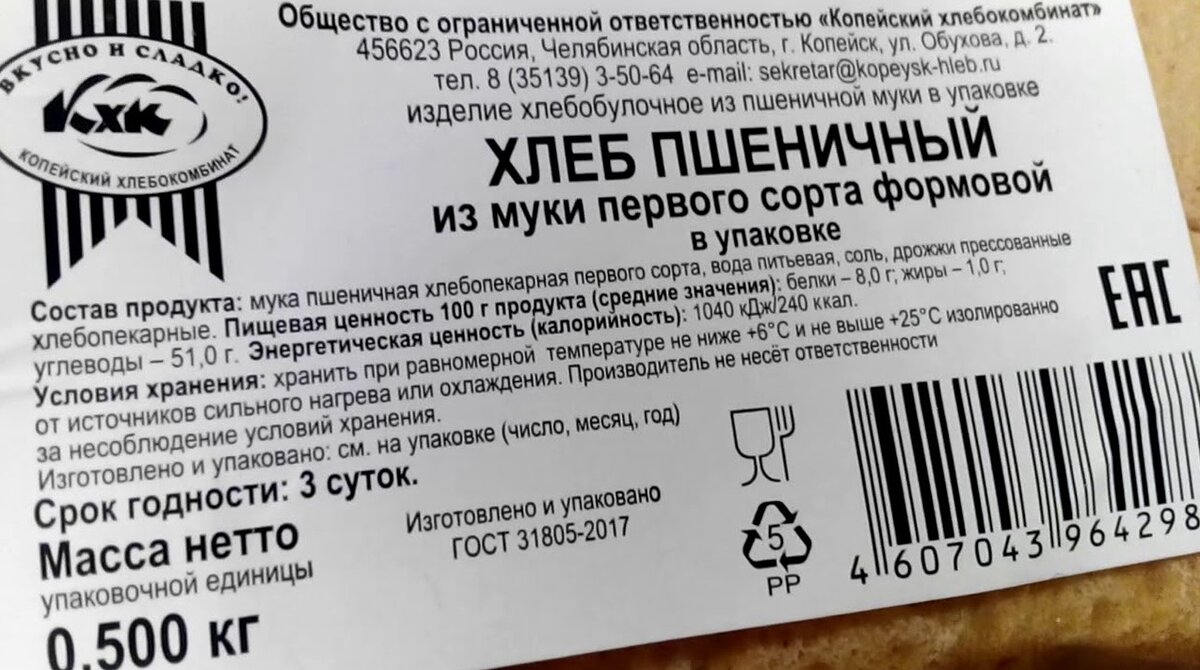 ВКУСНО И СЛАДКО!
КХК
КОПЕЙСКИЙ ХЛЕБОКОМБИНАТ
Общество с ограниченной ответственностью «Копейский хлебокомбинат»
456623 Россия, Челябинская область, г. Копейск, ул. Обухова, д. 2.
тел. 8 (35139) 3-50-64 e-mail: sekretar@kopeysk-hleb.ru
изделие хлебобулочное из пшеничной муки в упаковке
ХЛЕБ ПШЕНИЧНЫЙ
из муки первого сорта формовой
в упаковке
Состав продукта: мука пшеничная хлебопекарная первого сорта, вода питьевая, соль, дрожжи прессованные
хлебопекарные. Пищевая ценность 100 г продукта (средние значения): белки – 8,0 г; жиры – 1,0 г;
углеводы – 51,0 г. Энергетическая ценность (калорийность): 1040 кДж/240 ккал.
Условия хранения: хранить при равномерной температуре не ниже +6°С и не выше +25°С изолированно
от источников сильного нагрева или охлаждения. Производитель не несёт ответственности
за несоблюдение условий хранения.
Изготовлено и упаковано: см. на упаковке (число, месяц, год)
Срок годности: 3 суток.
Масса нетто
упаковочной единицы
0,500 кг
Изготовлено и упаковано
ГОСТ 31805-2017
5
PP
EAC
4 607043 964298